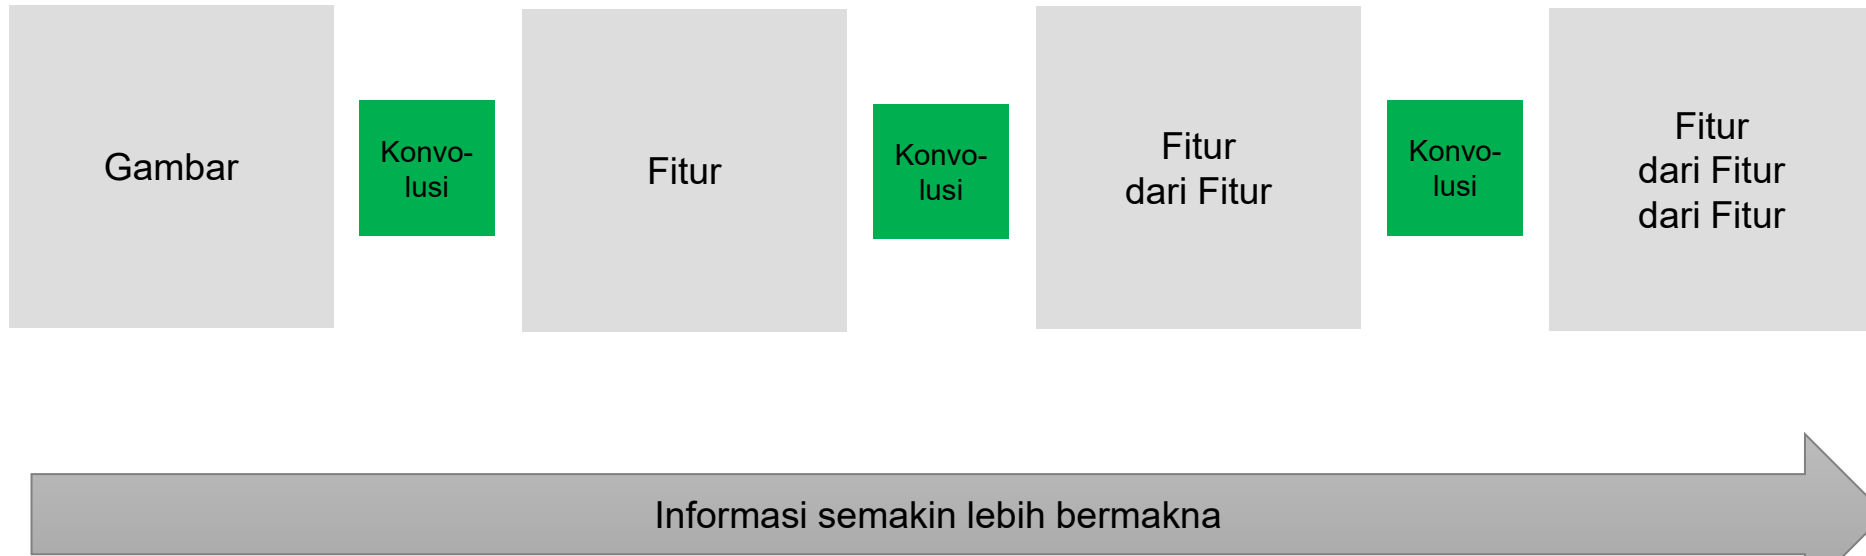 Gambar
Konvo-
lusi
Fitur
Konvo-
lusi
Fitur
dari Fitur
Konvo-
lusi
Fitur
dari Fitur
dari Fitur
Informasi semakin lebih bermakna